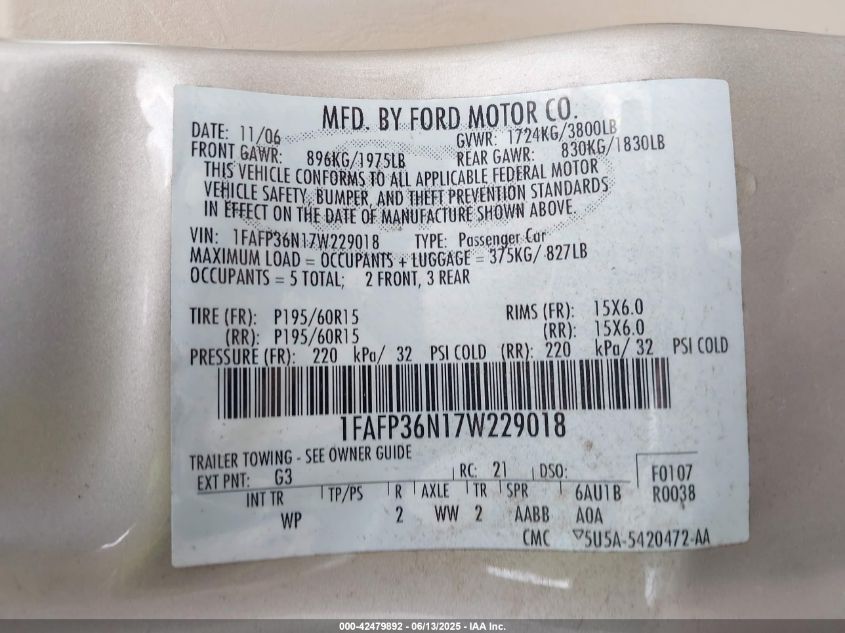 MFD. BY FORD MOTOR CO.
DATE: 11/06 GVWR: 1724KG/3800LB
FRONT GAWR: 896KG/1975LB REAR GAWR: 830KG/1830LB
THIS VEHICLE CONFORMS TO ALL APPLICABLE FEDERAL MOTOR
VEHICLE SAFETY, BUMPER, AND THEFT PREVENTION STANDARDS
IN EFFECT ON THE DATE OF MANUFACTURE SHOWN ABOVE.
VIN: 1FAFP36N17W229018 TYPE: Passenger Car
MAXIMUM LOAD = OCCUPANTS + LUGGAGE = 375KG/ 827LB
OCCUPANTS = 5 TOTAL; 2 FRONT, 3 REAR
TIRE (FR): P195/60R15 RIMS (FR): 15X6.0
(RR): P195/60R15 (RR): 15X6.0
PRESSURE (FR): 220 kPa/ 32 PSI COLD (RR): 220 kPa/ 32 PSI COLD
1FAFP36N17W229018
TRAILER TOWING - SEE OWNER GUIDE
EXT PNT: G3 RC: 21 DSO: F0107
INT TR TP/PS R AXLE TR SPR 6AU1B R0038
WP 2 WW 2 AABB A0A
CMC ▽5U5A-5420472-AA
000-42479892 - 06/13/2025 - IAA Inc.